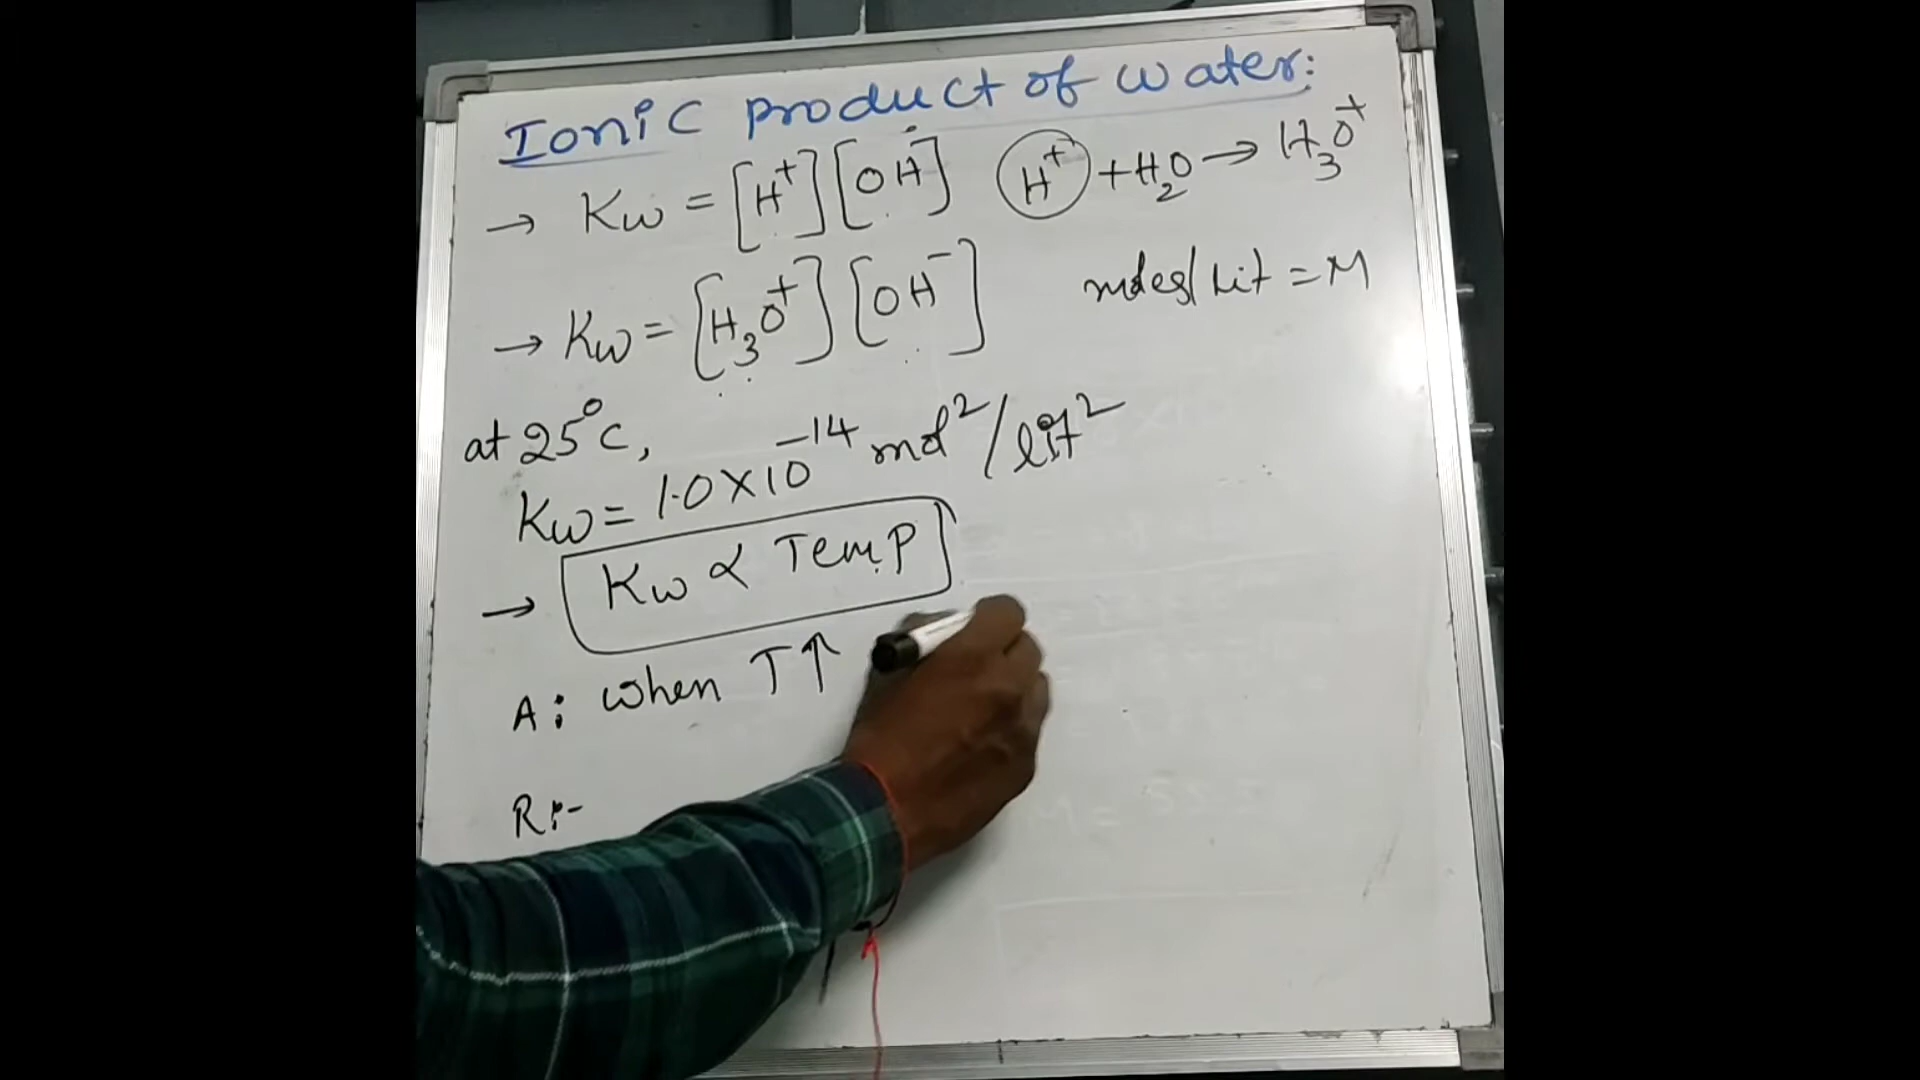 Ionic product of water:
→ Kw = [H⁺][OH⁻] H⁺ + H₂O → H₃O⁺
→ Kw = [H₃O⁺][OH⁻] moles/Lit = M
at 25°C,
Kw = 1.0 × 10⁻¹⁴ mol²/lit²
→ Kw ∝ Temp
A: when T↑
R:-